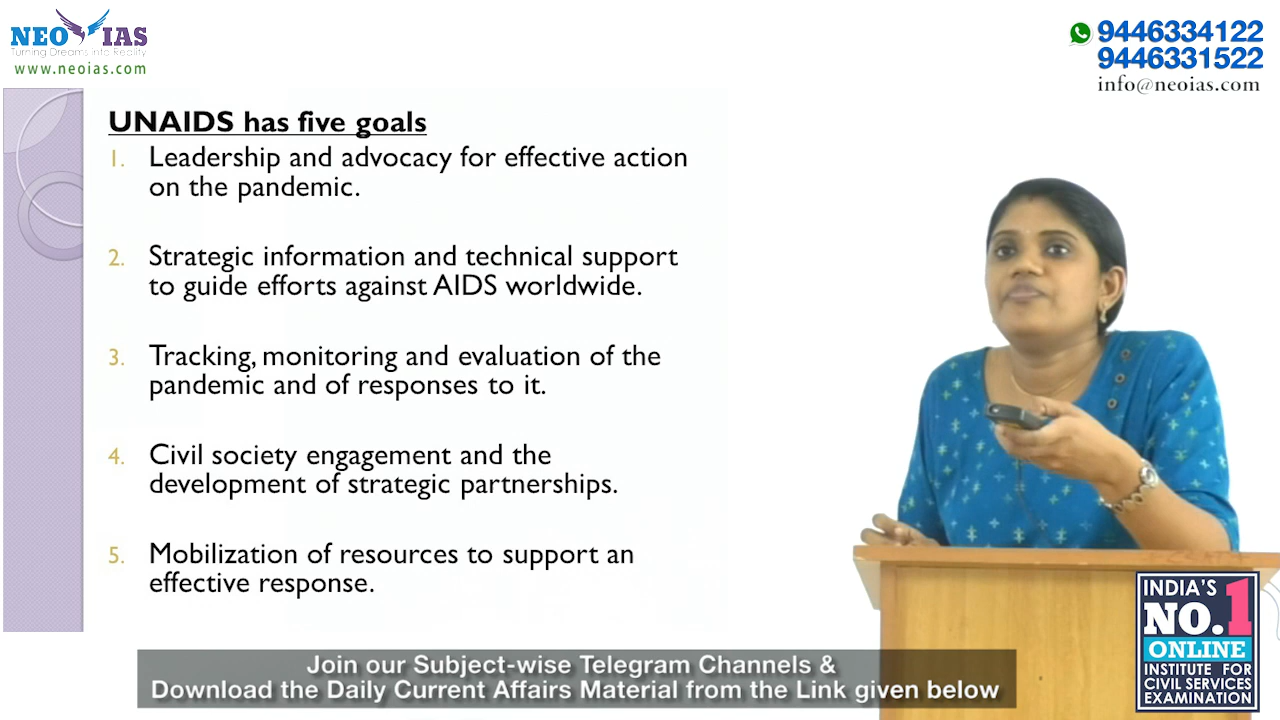 NEO IAS
Turning Dreams into Reality
www.neoias.com
9446334122
9446331522
info@neoias.com
UNAIDS has five goals
1. Leadership and advocacy for effective action
on the pandemic.
2. Strategic information and technical support
to guide efforts against AIDS worldwide.
3. Tracking, monitoring and evaluation of the
pandemic and of responses to it.
4. Civil society engagement and the
development of strategic partnerships.
5. Mobilization of resources to support an
effective response.
INDIA'S
NO.1
ONLINE
INSTITUTE FOR
CIVIL SERVICES
EXAMINATION
Join our Subject-wise Telegram Channels &
Download the Daily Current Affairs Material from the Link given below